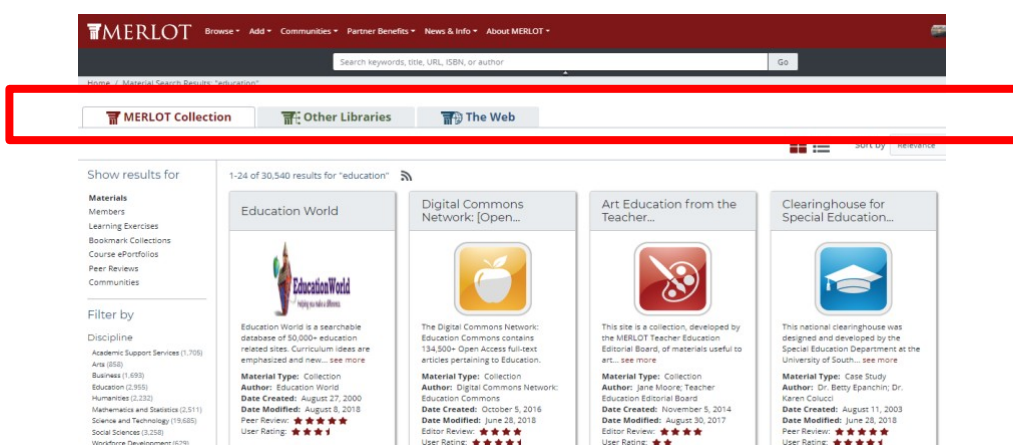 MERLOT Browse Add Communities Partner Benefits News & Info About MERLOT
Search keywords, title, URL, ISBN, or author Go
Home / Material Search Results: "education"
MERLOT Collection Other Libraries The Web
Sort by Relevance
Show results for
Materials
Members
Learning Exercises
Bookmark Collections
Course ePortfolios
Peer Reviews
Communities
Filter by
Discipline
Academic Support Services (1,705)
Arts (858)
Business (1,693)
Education (2,955)
Humanities (2,232)
Mathematics and Statistics (2,511)
Science and Technology (19,685)
Social Sciences (3,258)
Workforce Development (629)
1-24 of 30,540 results for "education"
Education World
EducationWorld
Education World is a searchable
database of 50,000+ education
related sites. Curriculum ideas are
emphasized and new... see more
Material Type: Collection
Author: Education World
Date Created: August 27, 2000
Date Modified: August 8, 2018
Peer Review:
User Rating:
Digital Commons
Network: [Open...
The Digital Commons Network:
Education Commons contains
134,500+ Open Access full-text
articles pertaining to Education.
Material Type: Collection
Author: Digital Commons Network:
Education Commons
Date Created: October 5, 2016
Date Modified: June 28, 2018
Editor Review:
User Rating:
Art Education from the
Teacher...
This site is a collection, developed by
the MERLOT Teacher Education
Editorial Board, of materials useful to
art... see more
Material Type: Collection
Author: Jane Moore; Teacher
Education Editorial Board
Date Created: November 5, 2014
Date Modified: August 30, 2017
Editor Review:
User Rating:
Clearinghouse for
Special Education...
This national clearinghouse was
designed and developed by the
Special Education Department at the
University of South... see more
Material Type: Case Study
Author: Dr. Betty Epanchin; Dr.
Karen Colucci
Date Created: August 11, 2003
Date Modified: June 28, 2018
Peer Review:
User Rating: